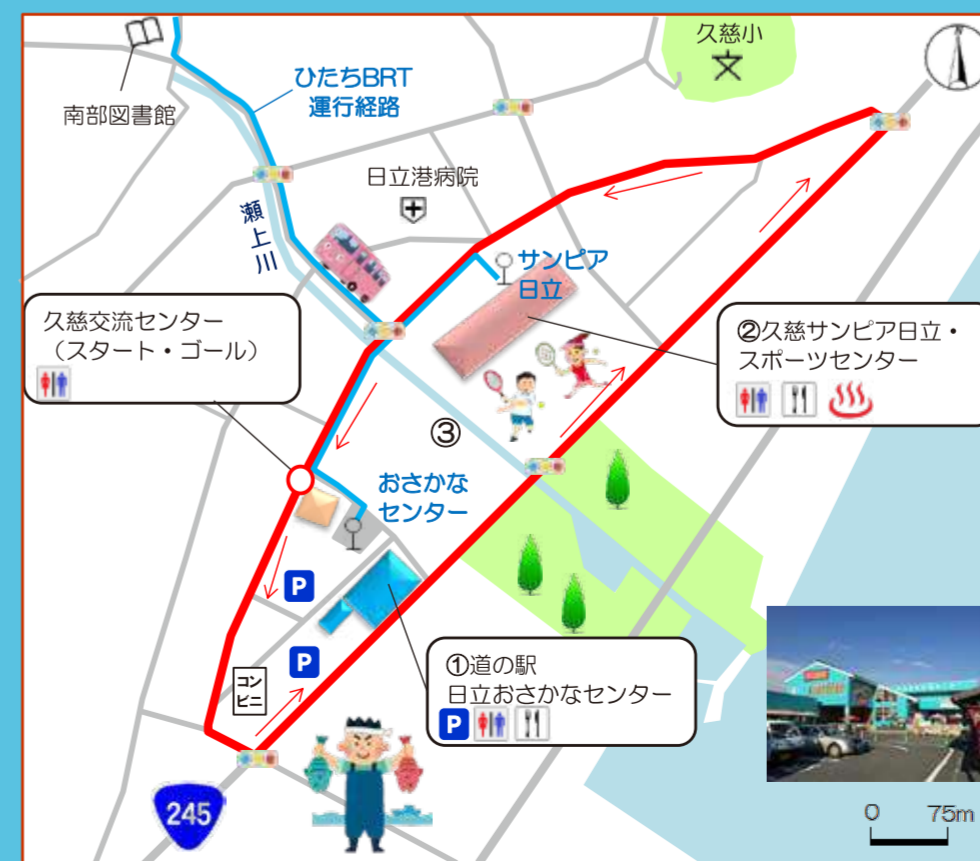 久慈小
文
南部図書館
ひたちBRT
運行経路
日立港病院
瀬上川
サンピア
日立
久慈交流センター
(スタート・ゴール)
②久慈サンピア日立・
スポーツセンター
③
おさかな
センター
P
P
コン
ビニ
①道の駅
日立おさかなセンター
P
245
0 75m